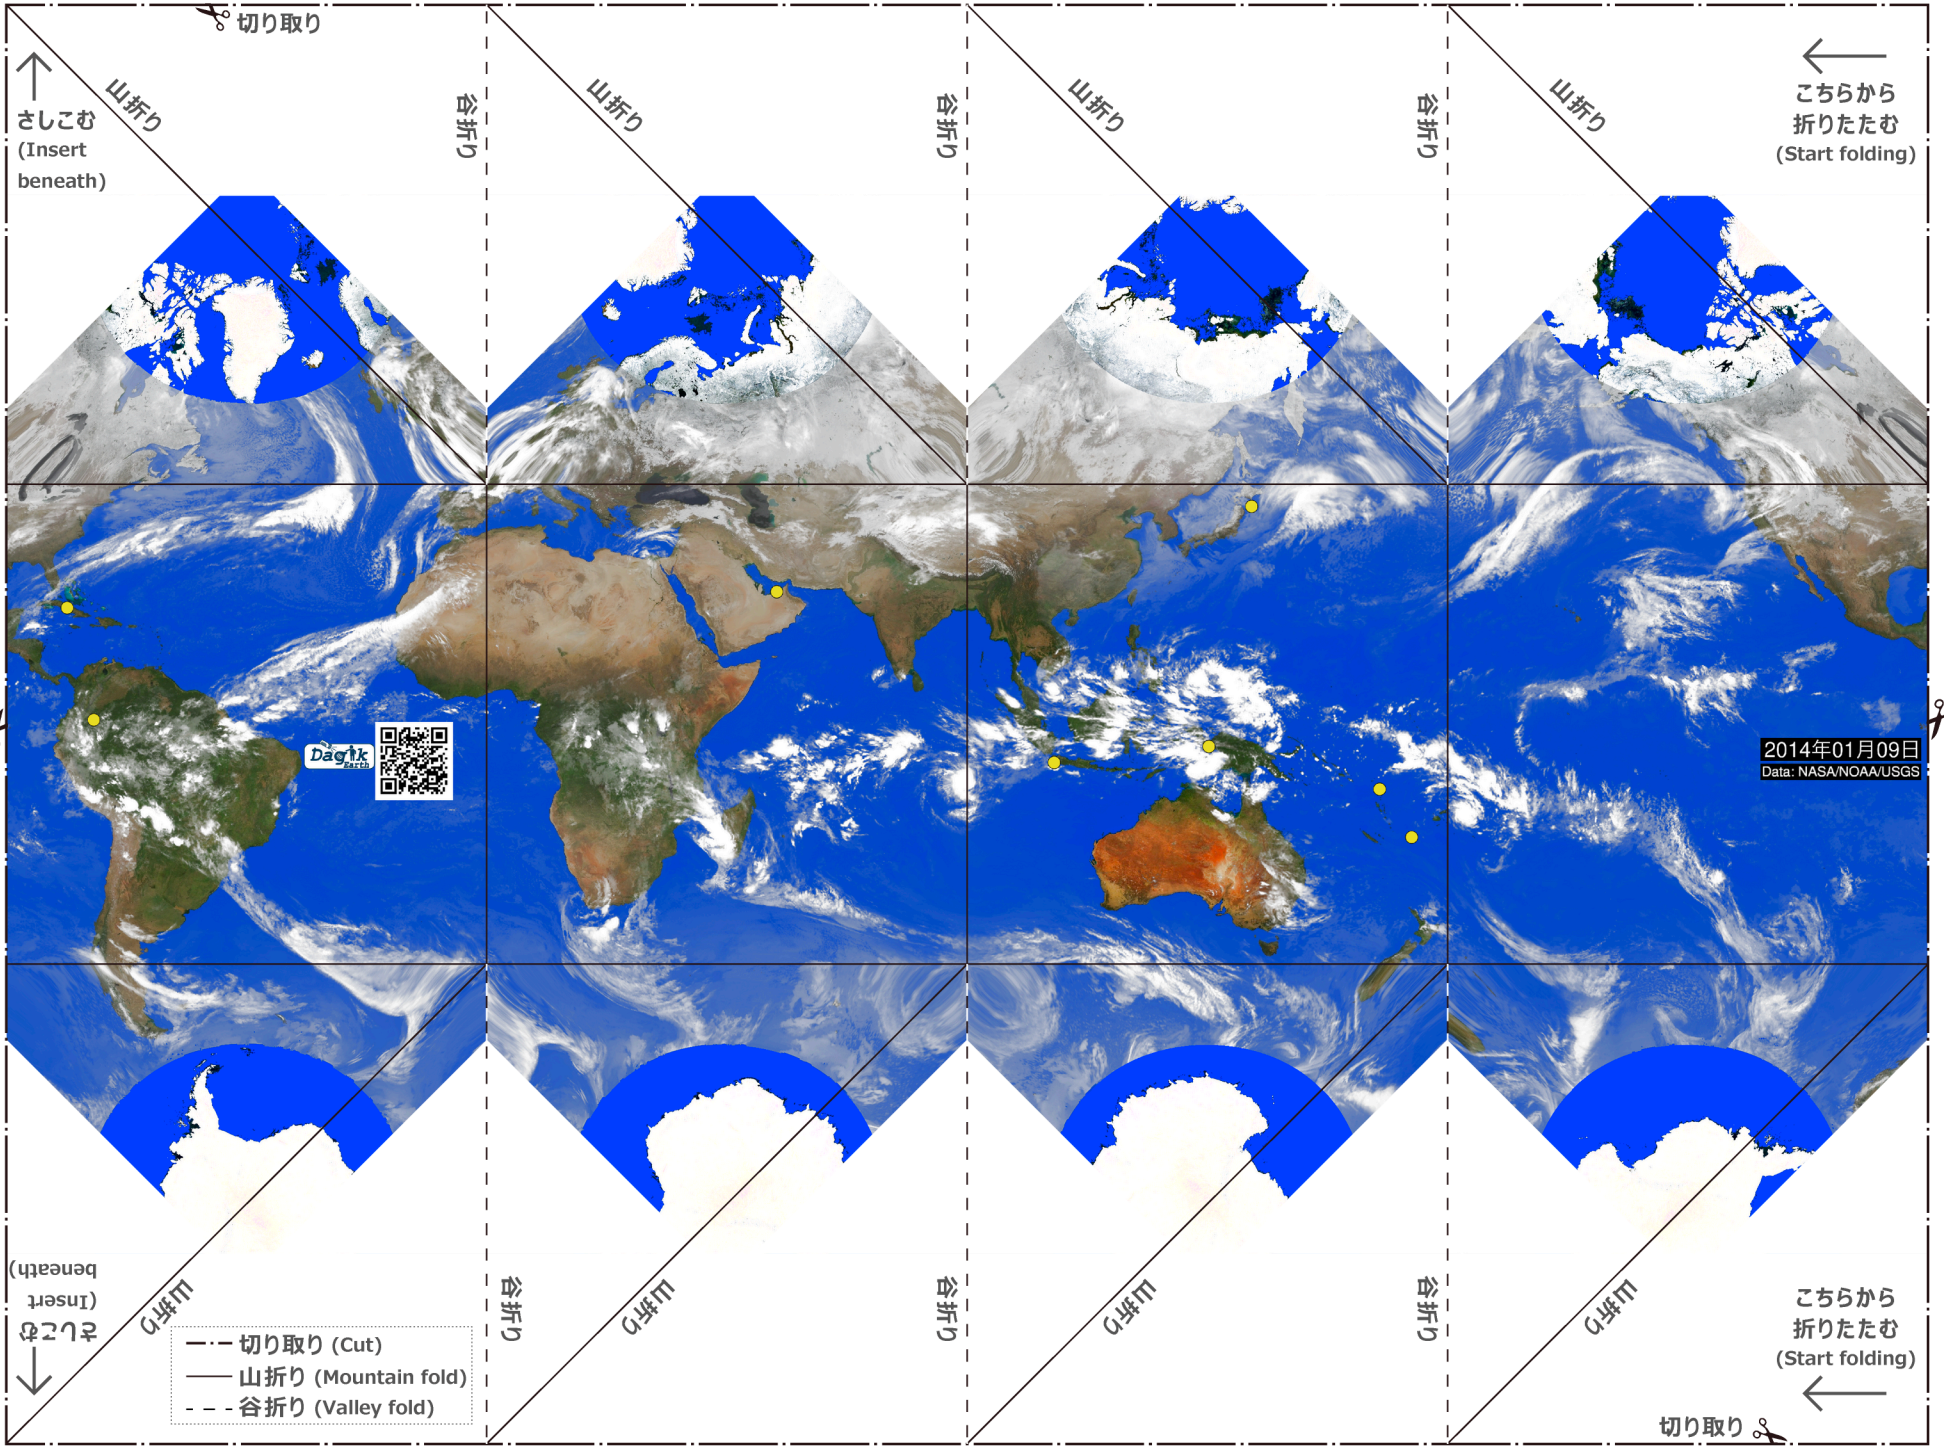 切り取り
山折り
谷折り
山折り
谷折り
山折り
谷折り
山折り
さしこむ
(Insert
beneath)
こちらから
折りたたむ
(Start folding)
Dagik
Earth
2014年01月09日
Data: NASA/NOAA/USGS
さしこむ
(Insert
beneath)
山折り
谷折り
山折り
谷折り
山折り
谷折り
山折り
こちらから
折りたたむ
(Start folding)
切り取り (Cut)
山折り (Mountain fold)
谷折り (Valley fold)
切り取り